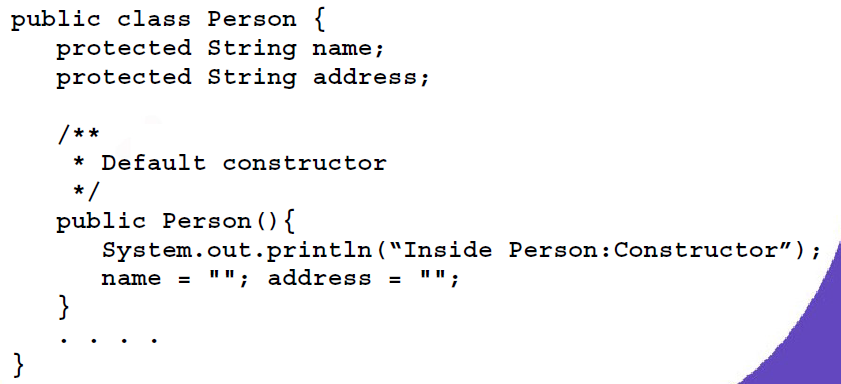 public class Person {
protected String name;
protected String address;
/**
* Default constructor
*/
public Person(){
System.out.println(“Inside Person:Constructor”);
name = ""; address = "";
}
. . . .
}